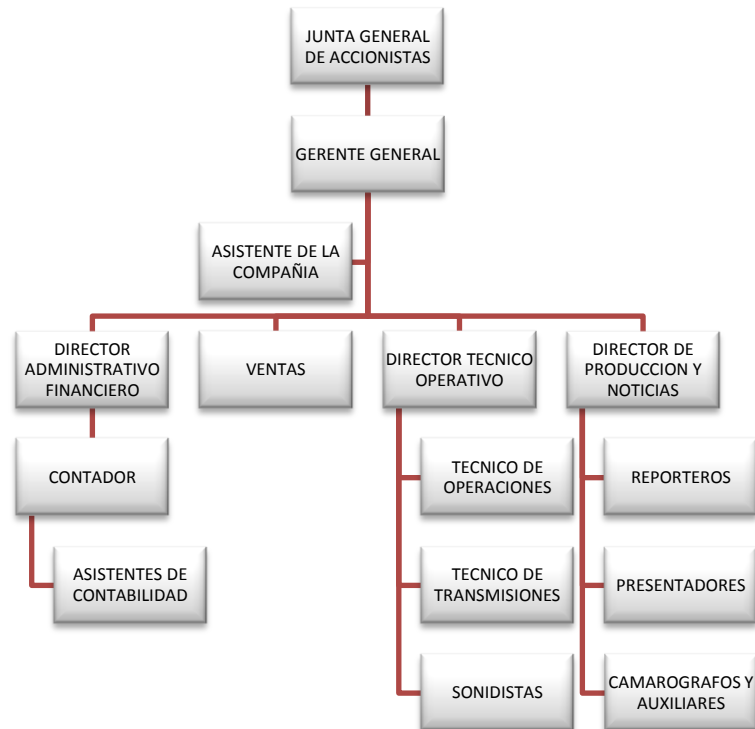 JUNTA GENERAL
DE ACCIONISTAS
GERENTE GENERAL
ASISTENTE DE LA
COMPAÑIA
DIRECTOR
ADMINISTRATIVO
FINANCIERO
VENTAS
DIRECTOR TECNICO
OPERATIVO
DIRECTOR DE
PRODUCCION Y
NOTICIAS
CONTADOR
TECNICO DE
OPERACIONES
REPORTEROS
ASISTENTES DE
CONTABILIDAD
TECNICO DE
TRANSMISIONES
PRESENTADORES
SONIDISTAS
CAMAROGRAFOS Y
AUXILIARES